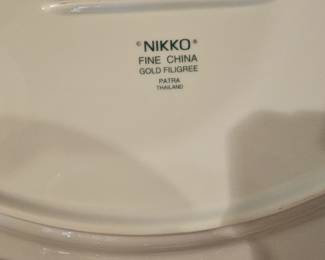 ©NIKKO®
FINE CHINA
GOLD FILIGREE
PATRA
THAILAND